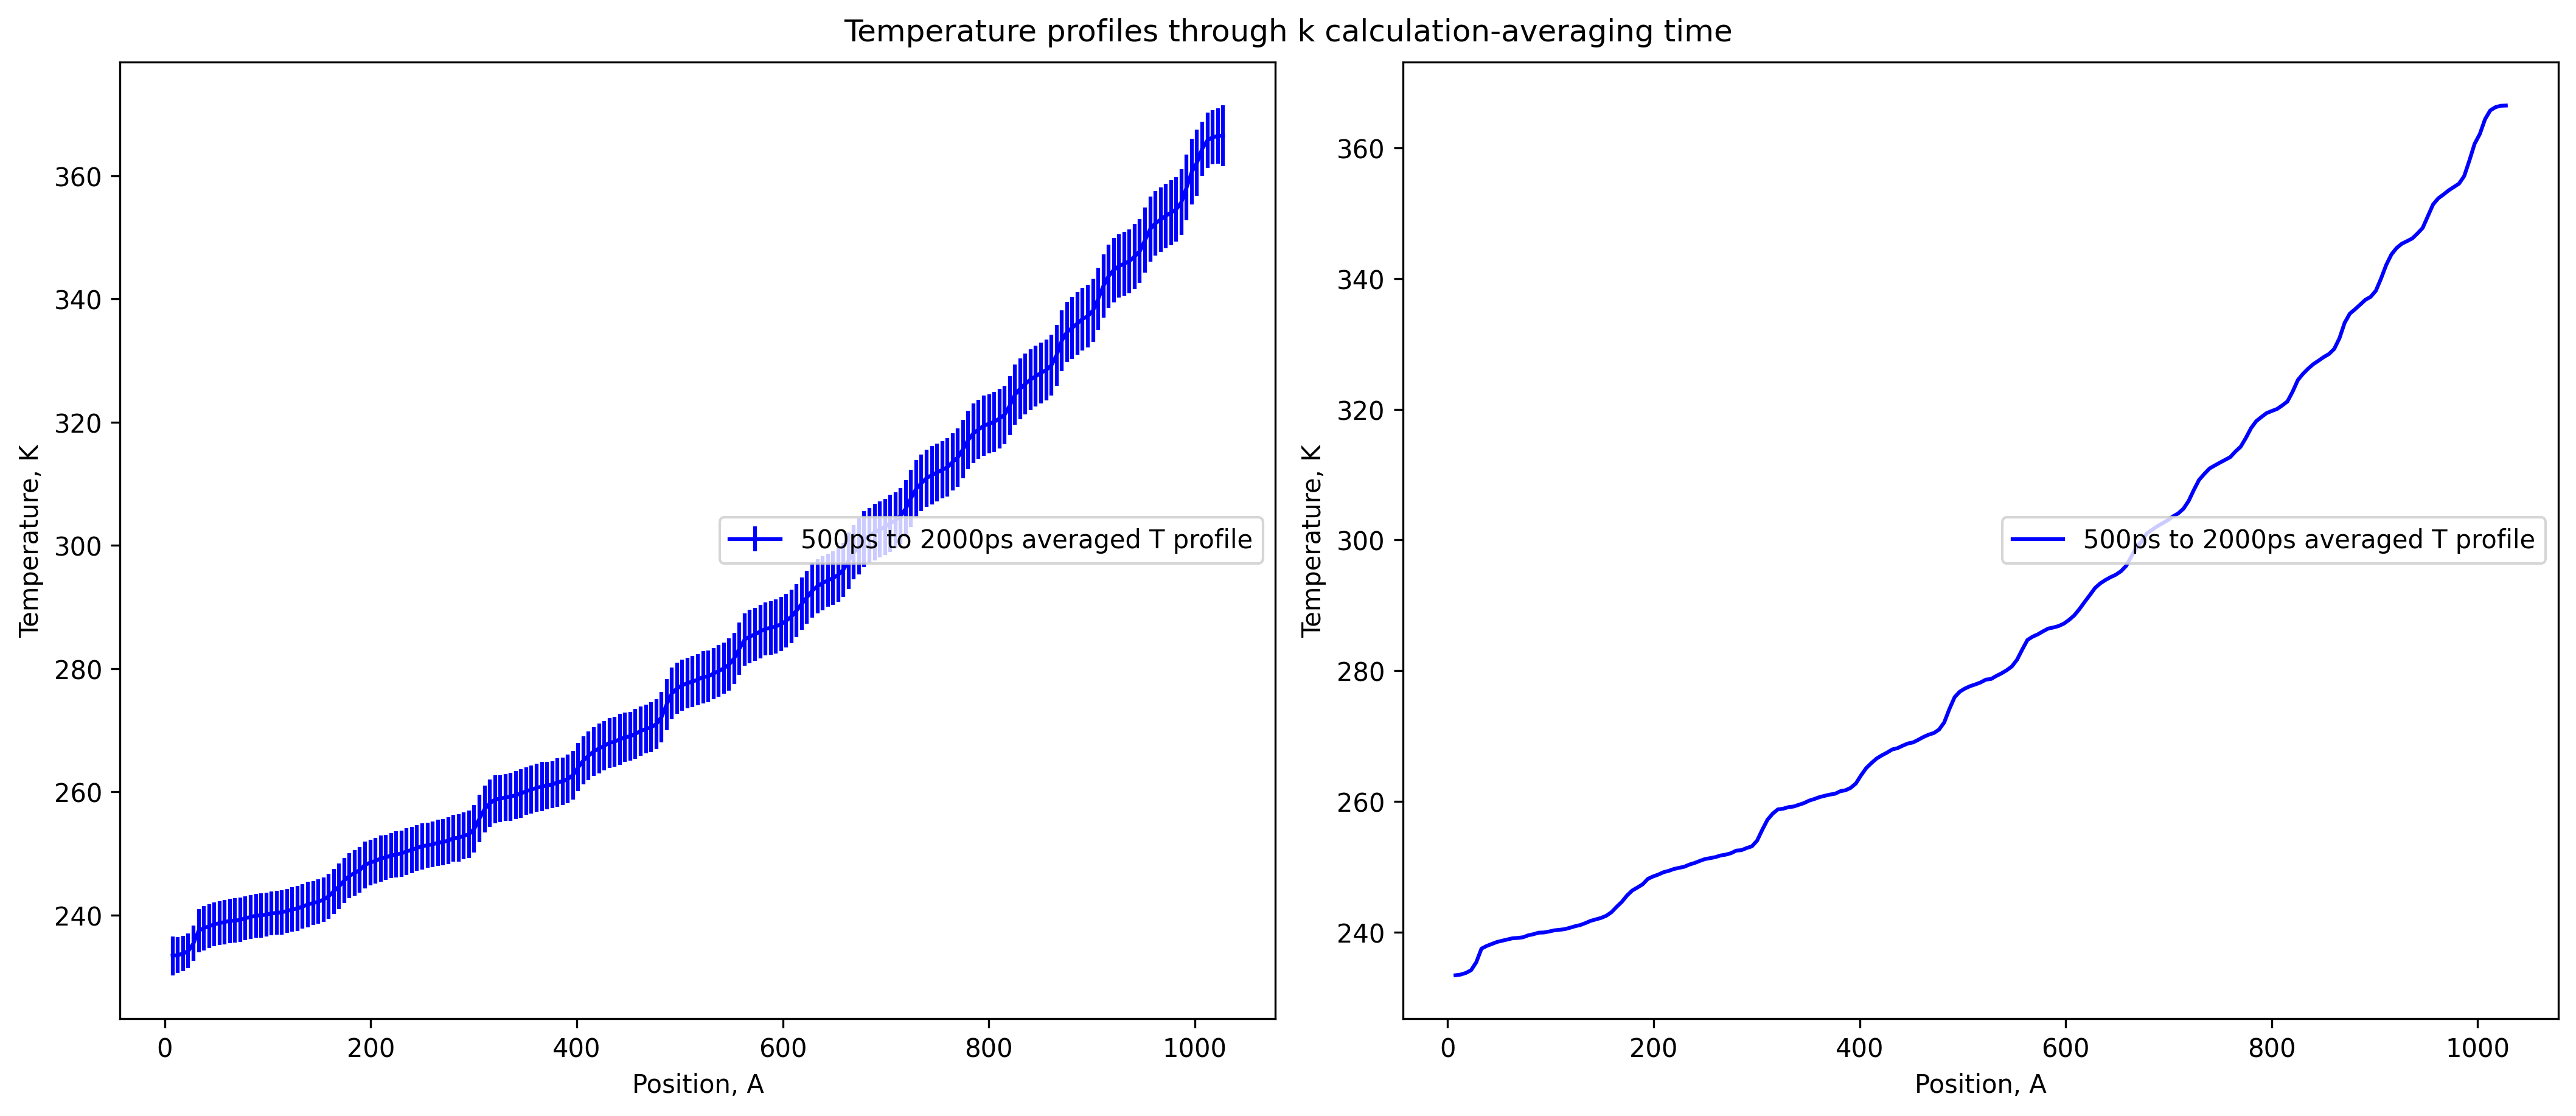 Temperature profiles through k calculation-averaging time
Temperature, K
360
340
320
300
280
260
240
500ps to 2000ps averaged T profile
0 200 400 600 800 1000
Position, A
Temperature, K
360
340
320
300
280
260
240
500ps to 2000ps averaged T profile
0 200 400 600 800 1000
Position, A